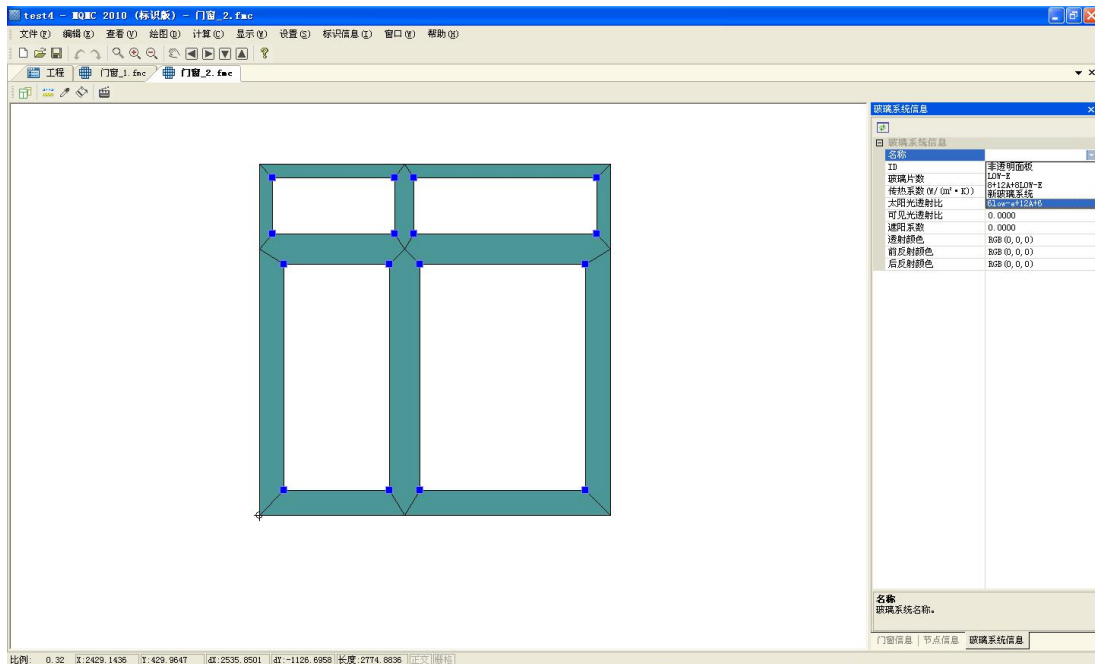 test4 - MQMC 2010 (标识版) - 门窗_2.fmc
文件(F) 编辑(E) 查看(V) 绘图(D) 计算(C) 显示(W) 设置(S) 标识信息(I) 窗口(W) 帮助(H)
工程 门窗_1.fmc 门窗_2.fmc
玻璃系统信息
玻璃系统信息
名称
ID
玻璃片数
传热系数(W/(m²·K))
太阳光透射比
非透明面板
LOW-E
8+12A+8LOW-E
新玻璃系统
6low-e+12A+6
可见光透射比 0.0000
遮阳系数 0.0000
透射颜色 RGB(0,0,0)
前反射颜色 RGB(0,0,0)
后反射颜色 RGB(0,0,0)
名称
玻璃系统名称。
门窗信息 节点信息 玻璃系统信息
比例: 0.32 X:2429.1436 Y:429.9647 dX:2535.8501 dY:-1126.6958 长度:2774.8836 正交 栅格